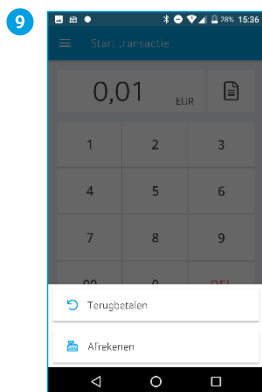 9
28% 15:36
Start transactie
0,01 EUR
1 2 3
4 5 6
7 8 9
00 0 DEL
Terugbetalen
Afrekenen